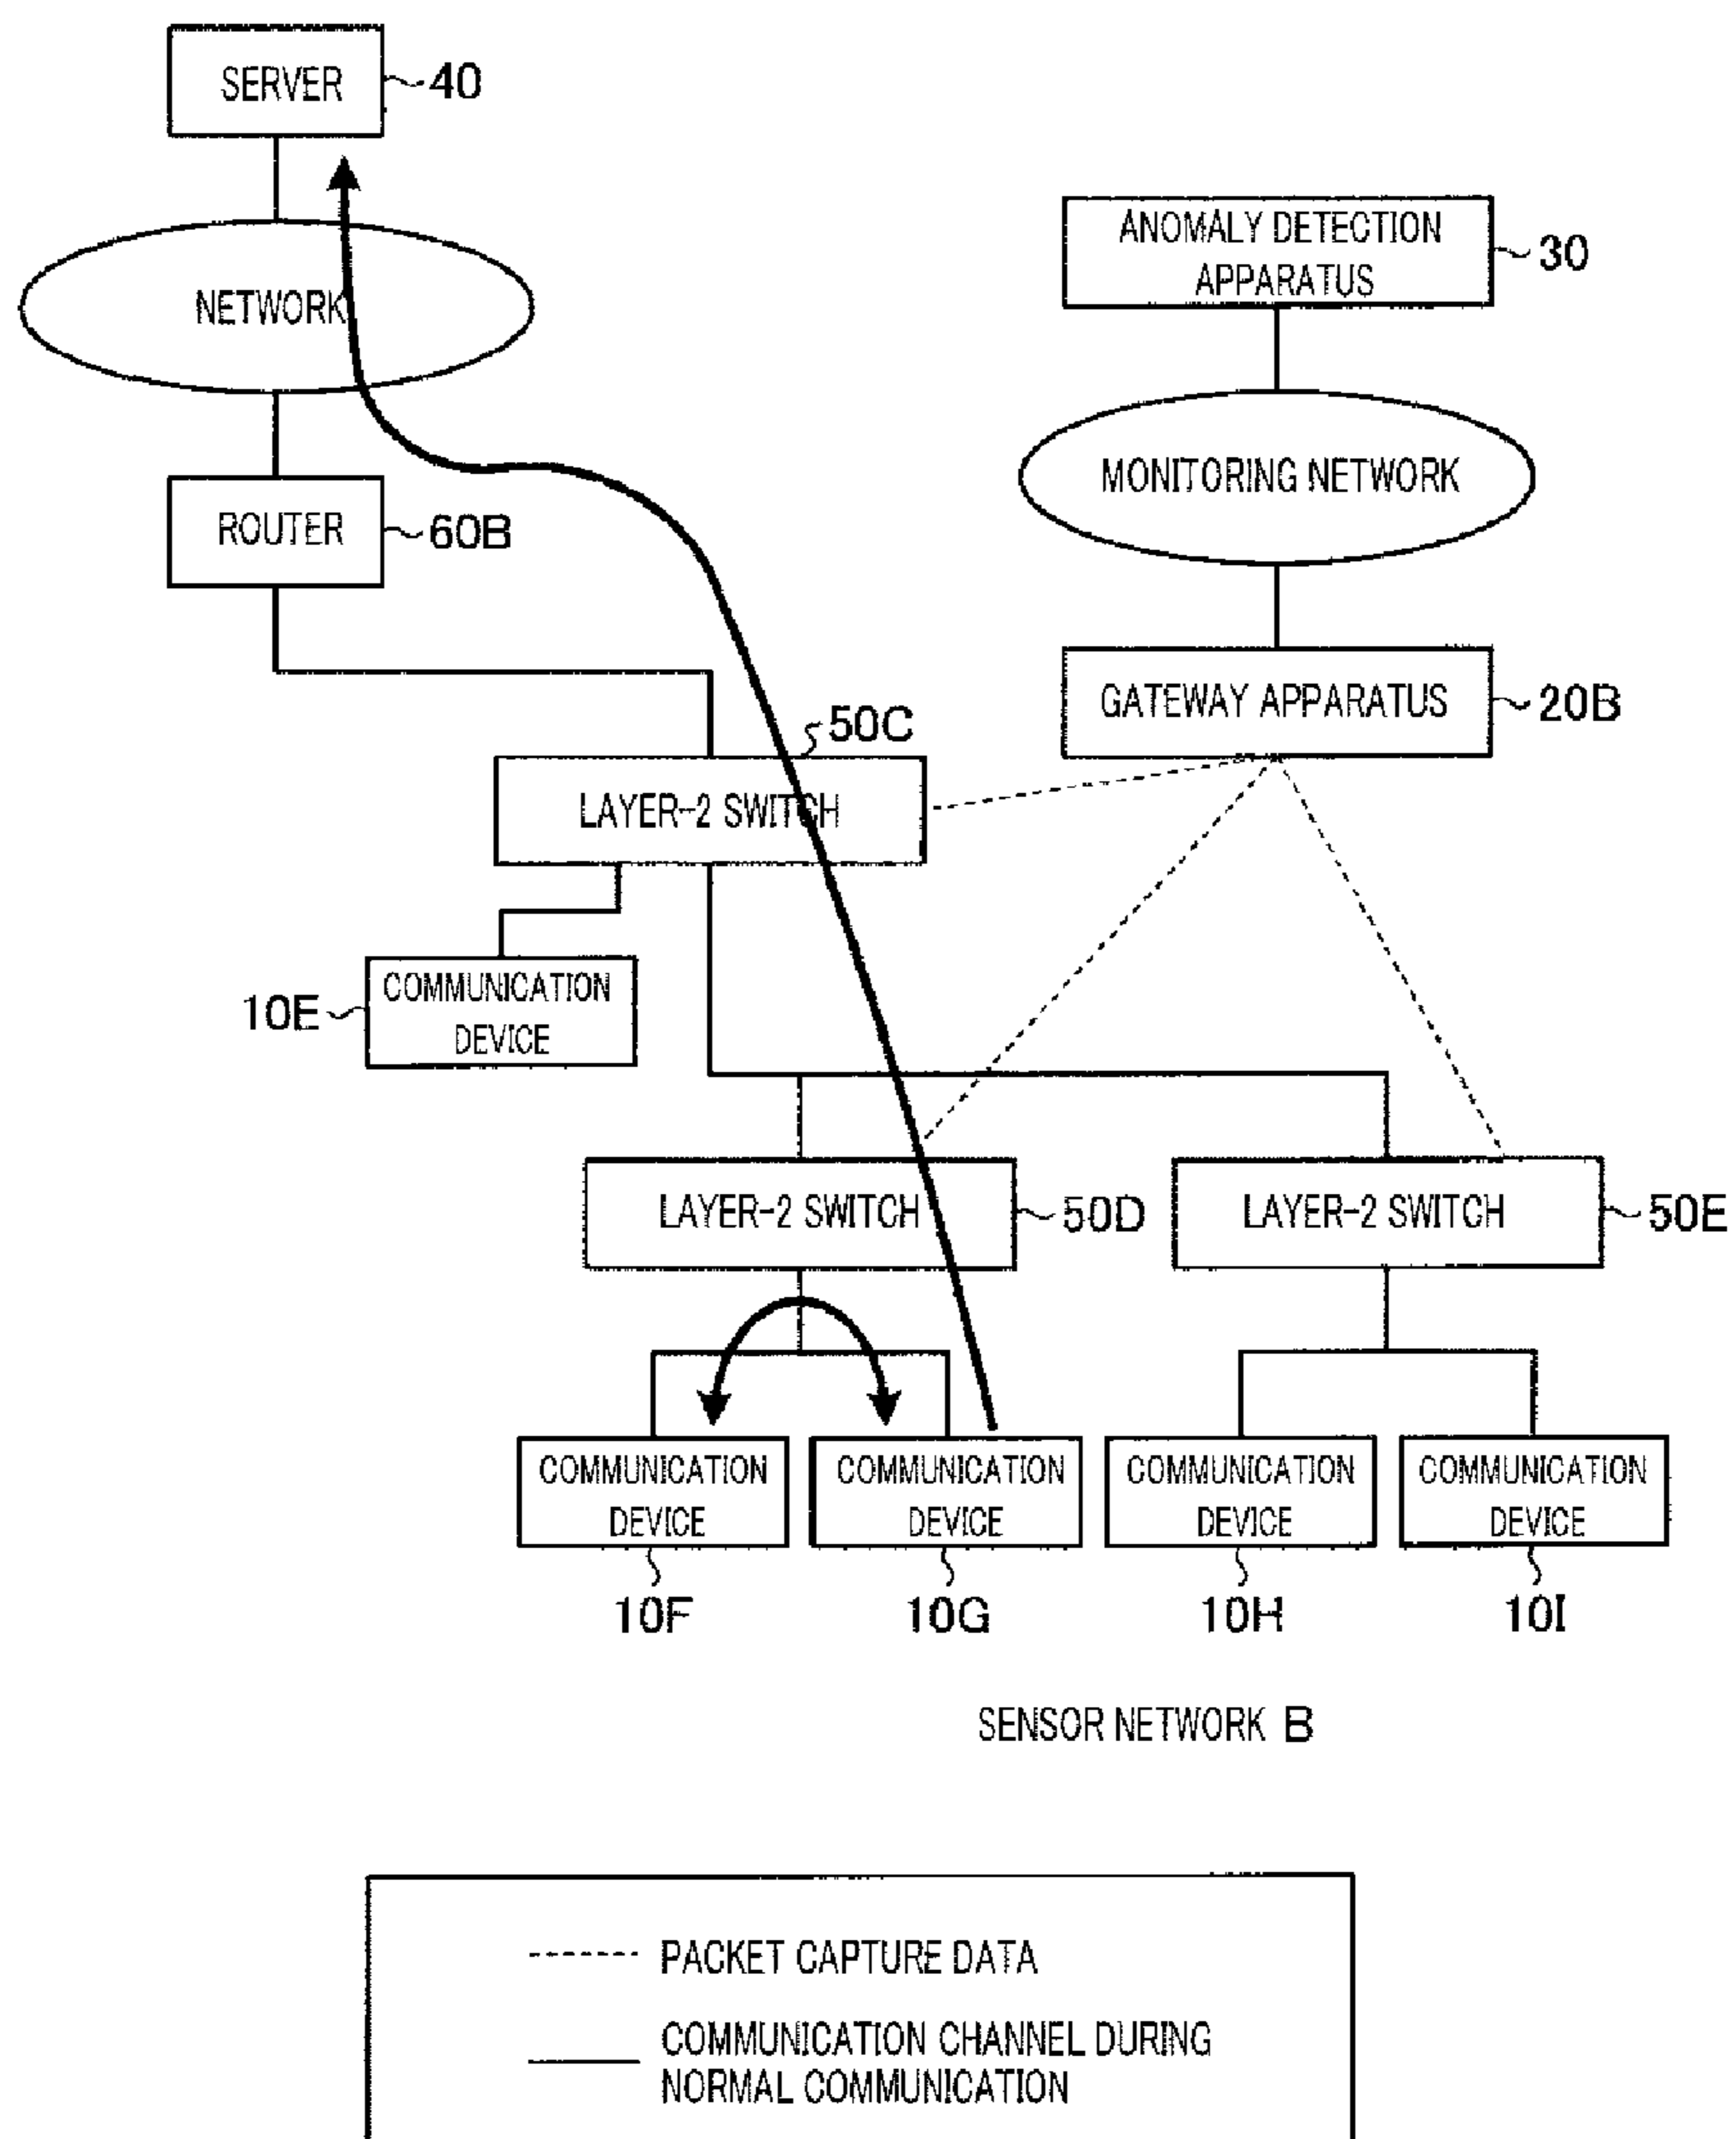 SERVER
40
ANOMALY DETECTION
APPARATUS
30
NETWORK
MONITORING NETWORK
ROUTER
60B
GATEWAY APPARATUS
20B
50C
LAYER-2 SWITCH
COMMUNICATION
DEVICE
10E
LAYER-2 SWITCH
50D
LAYER-2 SWITCH
50E
COMMUNICATION
DEVICE
COMMUNICATION
DEVICE
COMMUNICATION
DEVICE
COMMUNICATION
DEVICE
10F
10G
10H
10I
SENSOR NETWORK B
PACKET CAPTURE DATA
COMMUNICATION CHANNEL DURING
NORMAL COMMUNICATION